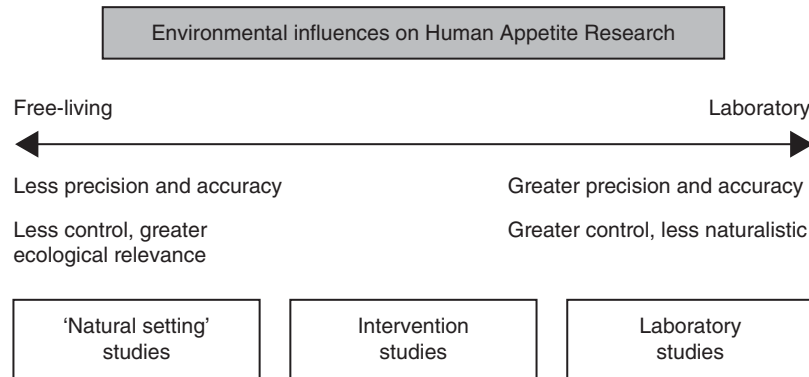 Environmental influences on Human Appetite Research
Free-living
Laboratory
Less precision and accuracy
Greater precision and accuracy
Less control, greater
ecological relevance
Greater control, less naturalistic
‘Natural setting’
studies
Intervention
studies
Laboratory
studies